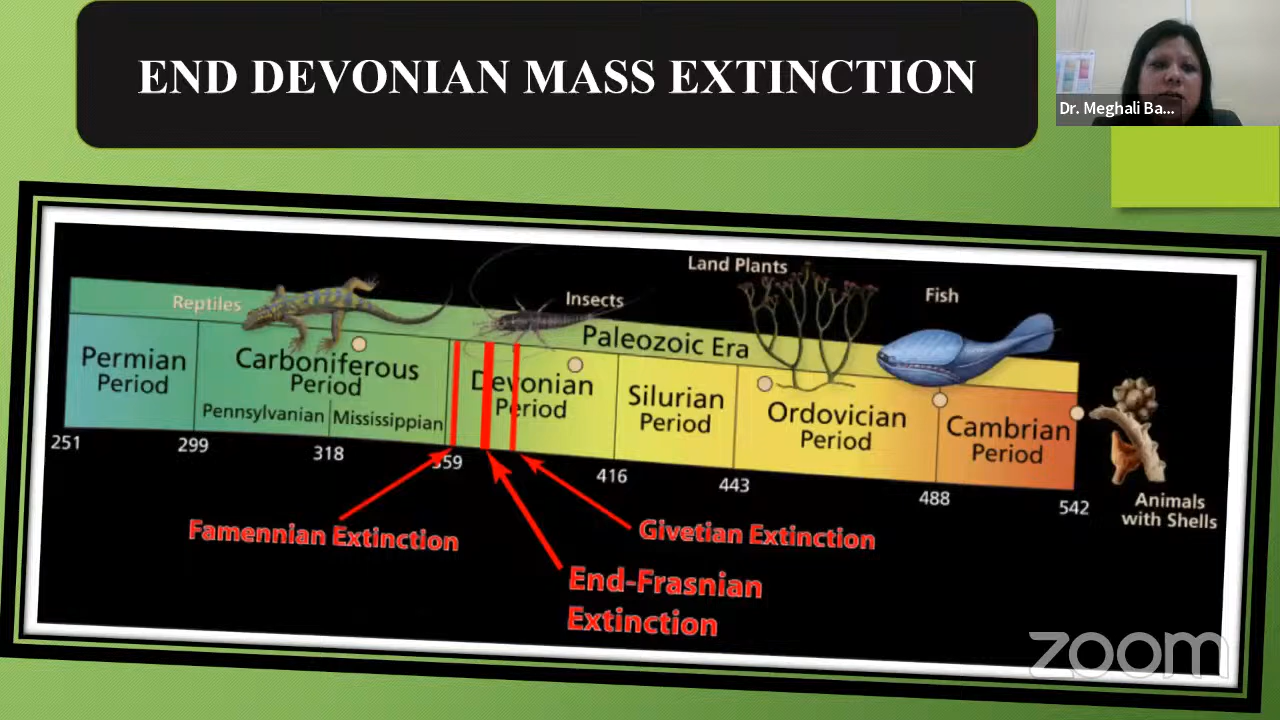 END DEVONIAN MASS EXTINCTION
Dr. Meghali Ba...
Land Plants
Reptiles
Insects
Fish
Paleozoic Era
Permian
Period
Carboniferous
Period
Pennsylvanian
Mississippian
Devonian
Period
Silurian
Period
Ordovician
Period
Cambrian
Period
251
299
318
359
416
443
488
542
Animals
with Shells
Famennian Extinction
Givetian Extinction
End-Frasnian
Extinction
zoom